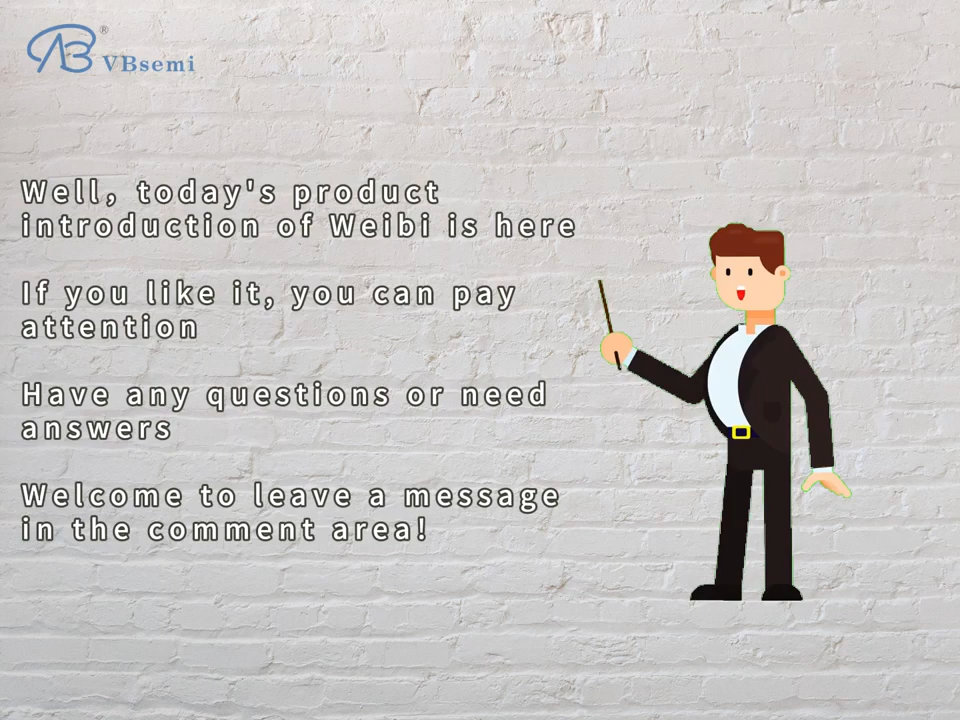 VBsemi
Well, today's product
introduction of Weibi is here
If you like it, you can pay
attention
Have any questions or need
answers
Welcome to leave a message
in the comment area!